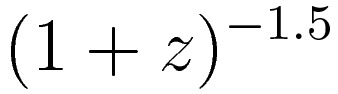 (1 + z)^{-1.5}